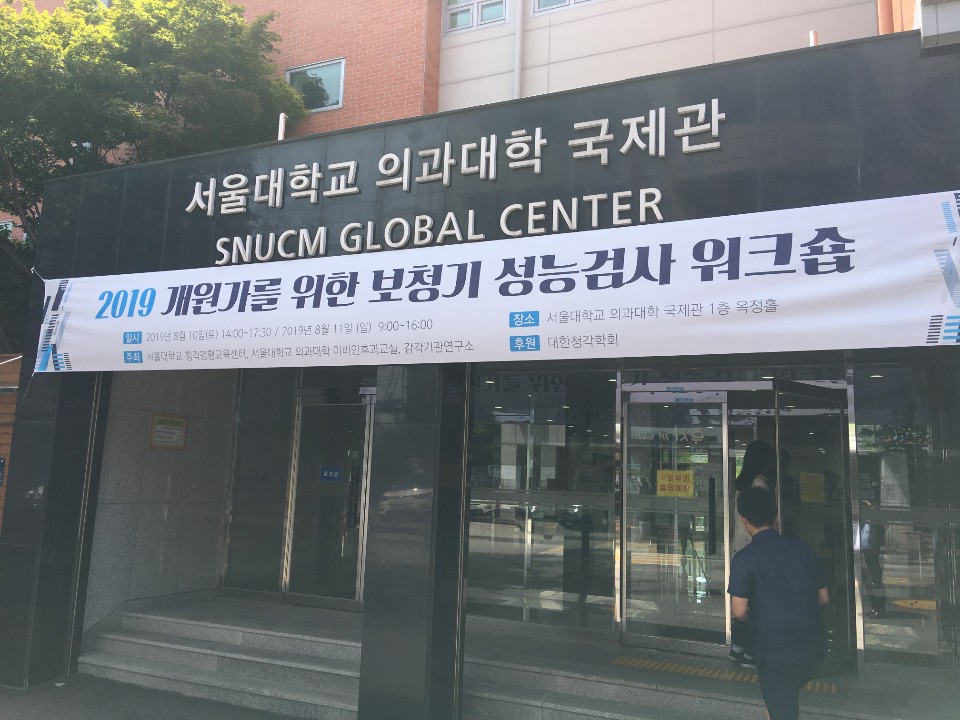 서울대학교 의과대학 국제관
SNUCM GLOBAL CENTER
2019 개원가를 위한 보청기 성능검사 워크숍
일시 2019년 8월 10일(토) 14:00-17:30 / 2019년 8월 11일 (일) 9:00-16:00
주최 서울대학교 청각평형교육센터, 서울대학교 의과대학 이비인후과교실, 감각기관연구소
장소 서울대학교 의과대학 국제관 1층 옥정홀
후원 대한청각학회